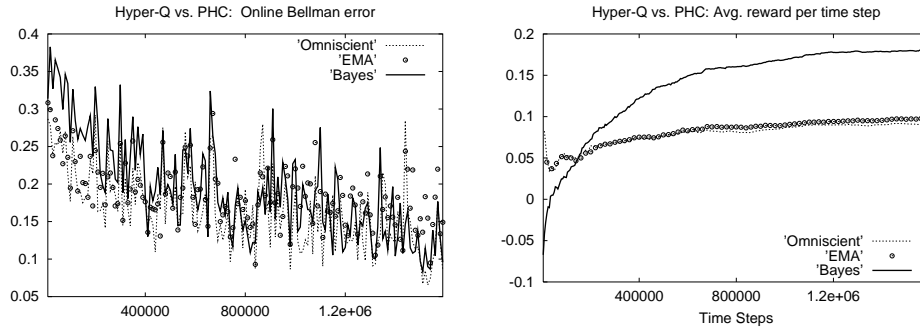 Hyper-Q vs. PHC: Online Bellman error
0.4
0.35
0.3
0.25
0.2
0.15
0.1
0.05
'Omniscient'
'EMA'
'Bayes'
400000 800000 1.2e+06
Hyper-Q vs. PHC: Avg. reward per time step
0.2
0.15
0.1
0.05
0
-0.05
-0.1
'Omniscient'
'EMA'
'Bayes'
400000 800000 1.2e+06
Time Steps